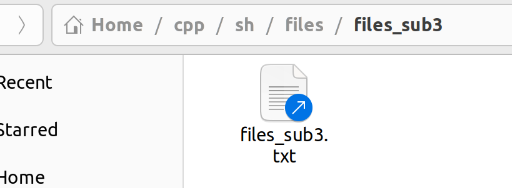 Home / cpp / sh / files / files_sub3
Recent
Starred
Home
files_sub3.
txt